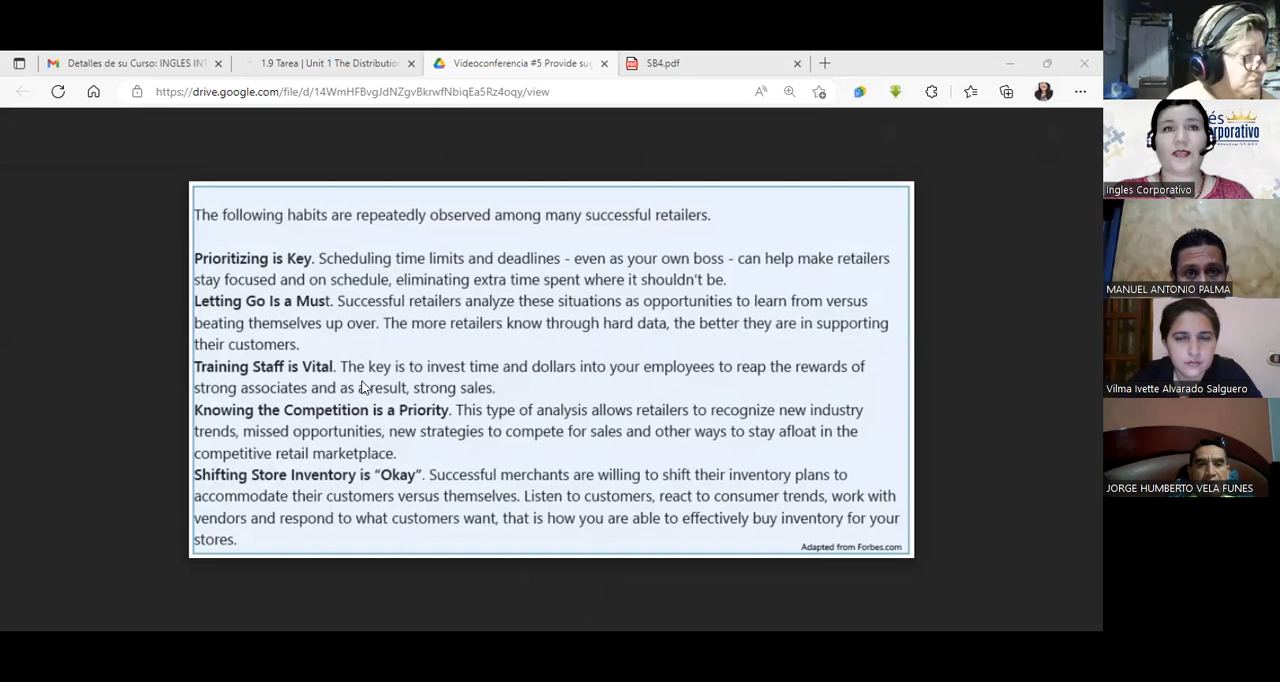 Detalles de su Curso: INGLES INT
1.9 Tarea | Unit 1 The Distributio
Videoconferencia #5 Provide su
SB4.pdf
https://drive.google.com/file/d/14WmHFBvgJdNZgvBkrwfNbiqEa5Rz4oqy/view
The following habits are repeatedly observed among many successful retailers.
Prioritizing is Key. Scheduling time limits and deadlines - even as your own boss - can help make retailers
stay focused and on schedule, eliminating extra time spent where it shouldn't be.
Letting Go Is a Must. Successful retailers analyze these situations as opportunities to learn from versus
beating themselves up over. The more retailers know through hard data, the better they are in supporting
their customers.
Training Staff is Vital. The key is to invest time and dollars into your employees to reap the rewards of
strong associates and as a result, strong sales.
Knowing the Competition is a Priority. This type of analysis allows retailers to recognize new industry
trends, missed opportunities, new strategies to compete for sales and other ways to stay afloat in the
competitive retail marketplace.
Shifting Store Inventory is “Okay”. Successful merchants are willing to shift their inventory plans to
accommodate their customers versus themselves. Listen to customers, react to consumer trends, work with
vendors and respond to what customers want, that is how you are able to effectively buy inventory for your
stores.
Adapted from Forbes.com
és
rporativo
Ingles Corporativo
MANUEL ANTONIO PALMA
Vilma Ivette Alvarado Salguero
JORGE HUMBERTO VELA FUNES